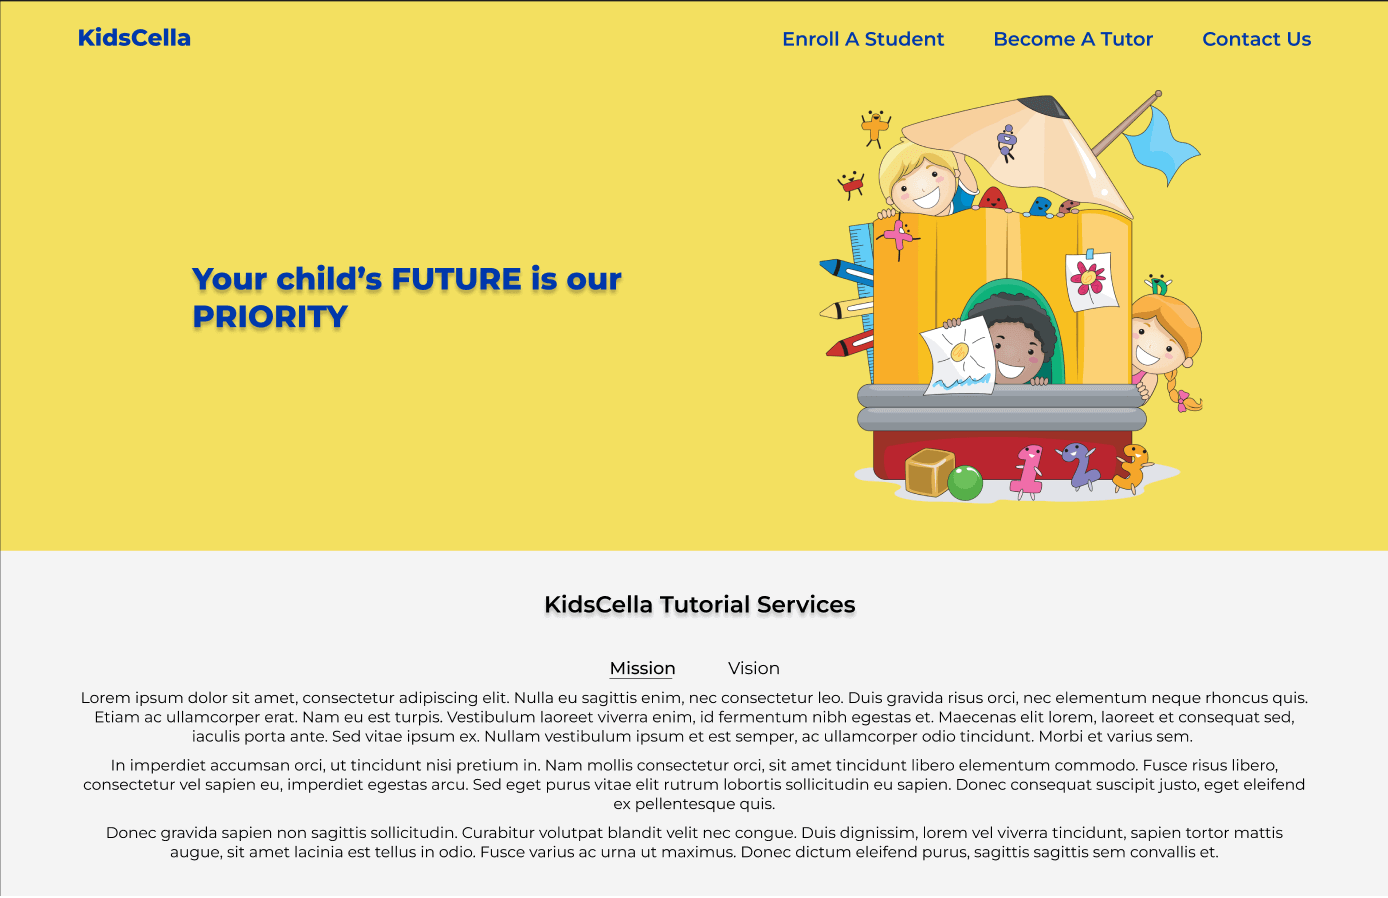 KidsCella
Enroll A Student
Become A Tutor
Contact Us
Your child’s FUTURE is our
PRIORITY
1 2 3
KidsCella Tutorial Services
Mission
Vision
Lorem ipsum dolor sit amet, consectetur adipiscing elit. Nulla eu sagittis enim, nec consectetur leo. Duis gravida risus orci, nec elementum neque rhoncus quis.
Etiam ac ullamcorper erat. Nam eu est turpis. Vestibulum laoreet viverra enim, id fermentum nibh egestas et. Maecenas elit lorem, laoreet et consequat sed,
iaculis porta ante. Sed vitae ipsum ex. Nullam vestibulum ipsum et est semper, ac ullamcorper odio tincidunt. Morbi et varius sem.
In imperdiet accumsan orci, ut tincidunt nisi pretium in. Nam mollis consectetur orci, sit amet tincidunt libero elementum commodo. Fusce risus libero,
consectetur vel sapien eu, imperdiet egestas arcu. Sed eget purus vitae elit rutrum lobortis sollicitudin eu sapien. Donec consequat suscipit justo, eget eleifend
ex pellentesque quis.
Donec gravida sapien non sagittis sollicitudin. Curabitur volutpat blandit velit nec congue. Duis dignissim, lorem vel viverra tincidunt, sapien tortor mattis
augue, sit amet lacinia est tellus in odio. Fusce varius ac urna ut maximus. Donec dictum eleifend purus, sagittis sagittis sem convallis et.